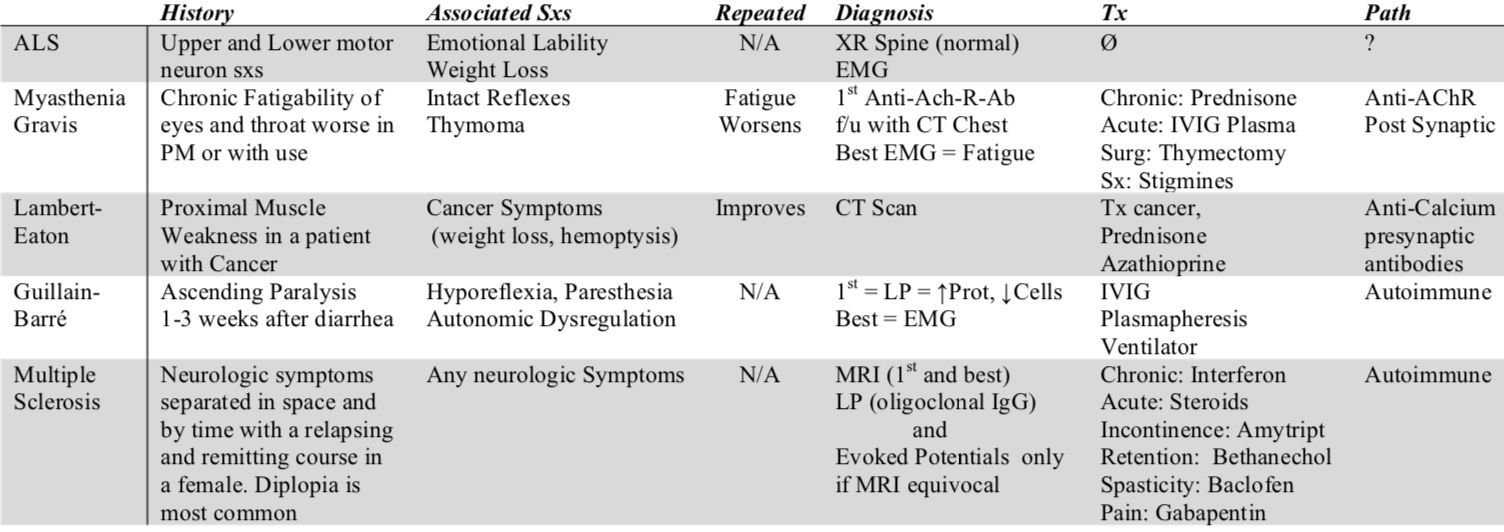 History Associated Sxs Repeated Diagnosis Tx Path
ALS Upper and Lower motor Emotional Lability N/A XR Spine (normal) Ø ?
neuron sxs Weight Loss EMG
Myasthenia Chronic Fatigability of Intact Reflexes Fatigue 1st Anti-Ach-R-Ab Chronic: Prednisone Anti-AChR
Gravis eyes and throat worse in Thymoma Worsens f/u with CT Chest Acute: IVIG Plasma Post Synaptic
PM or with use Best EMG = Fatigue Surg: Thymectomy
Sx: Stigmines
Lambert- Proximal Muscle Cancer Symptoms Improves CT Scan Tx cancer, Anti-Calcium
Eaton Weakness in a patient (weight loss, hemoptysis) Prednisone presynaptic
with Cancer Azathioprine antibodies
Guillain- Ascending Paralysis Hyporeflexia, Paresthesia N/A 1st = LP = ↑Prot, ↓Cells IVIG Autoimmune
Barré 1-3 weeks after diarrhea Autonomic Dysregulation Best = EMG Plasmapheresis
Ventilator
Multiple Neurologic symptoms Any neurologic Symptoms N/A MRI (1st and best) Chronic: Interferon Autoimmune
Sclerosis separated in space and LP (oligoclonal IgG) Acute: Steroids
by time with a relapsing and Incontinence: Amytript
and remitting course in Evoked Potentials only Retention: Bethanechol
a female. Diplopia is if MRI equivocal Spasticity: Baclofen
most common Pain: Gabapentin